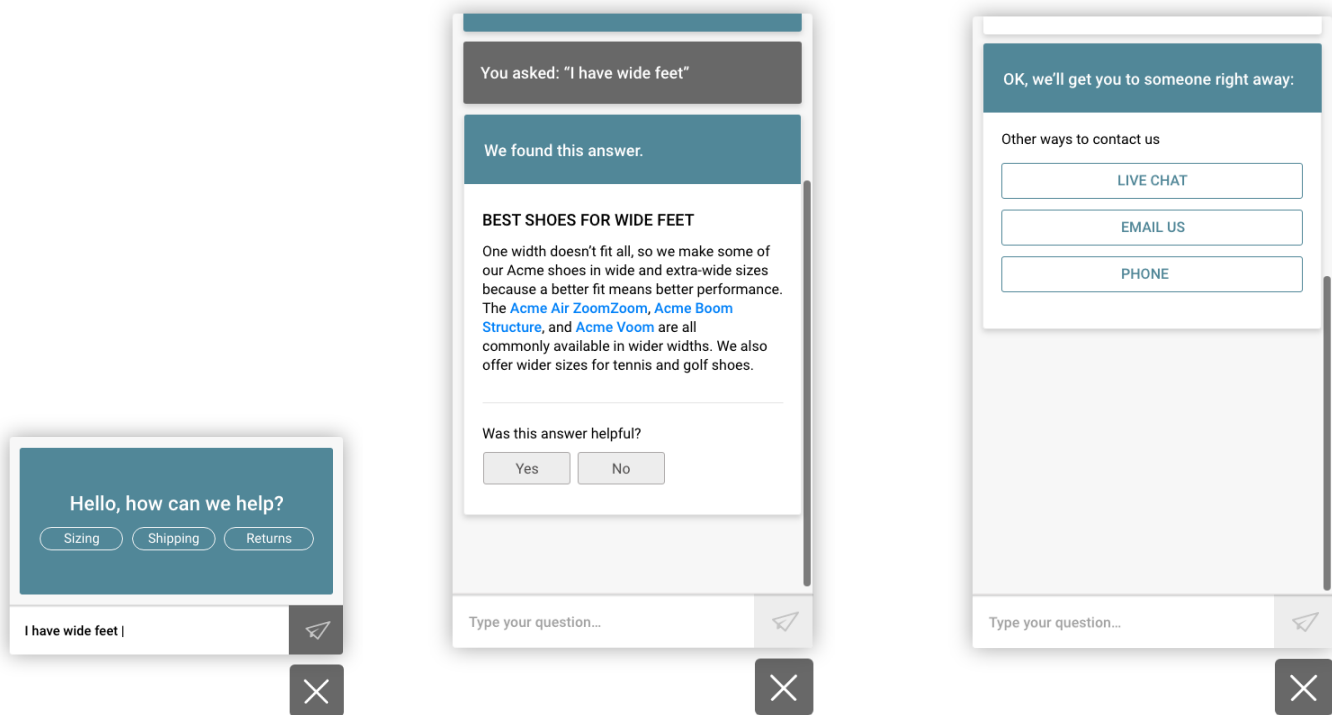 Hello, how can we help?
Sizing
Shipping
Returns
I have wide feet |
You asked: “I have wide feet”
We found this answer.
BEST SHOES FOR WIDE FEET
One width doesn’t fit all, so we make some of
our Acme shoes in wide and extra-wide sizes
because a better fit means better performance.
The Acme Air ZoomZoom, Acme Boom
Structure, and Acme Voom are all
commonly available in wider widths. We also
offer wider sizes for tennis and golf shoes.
Was this answer helpful?
Yes
No
Type your question...
OK, we’ll get you to someone right away:
Other ways to contact us
LIVE CHAT
EMAIL US
PHONE
Type your question...